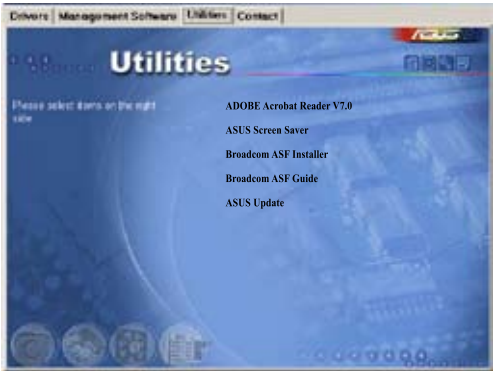 Drivers Management Software Utilities Contact
ASUS
Utilities
Please select items on the right
side
ADOBE Acrobat Reader V7.0
ASUS Screen Saver
Broadcom ASF Installer
Broadcom ASF Guide
ASUS Update